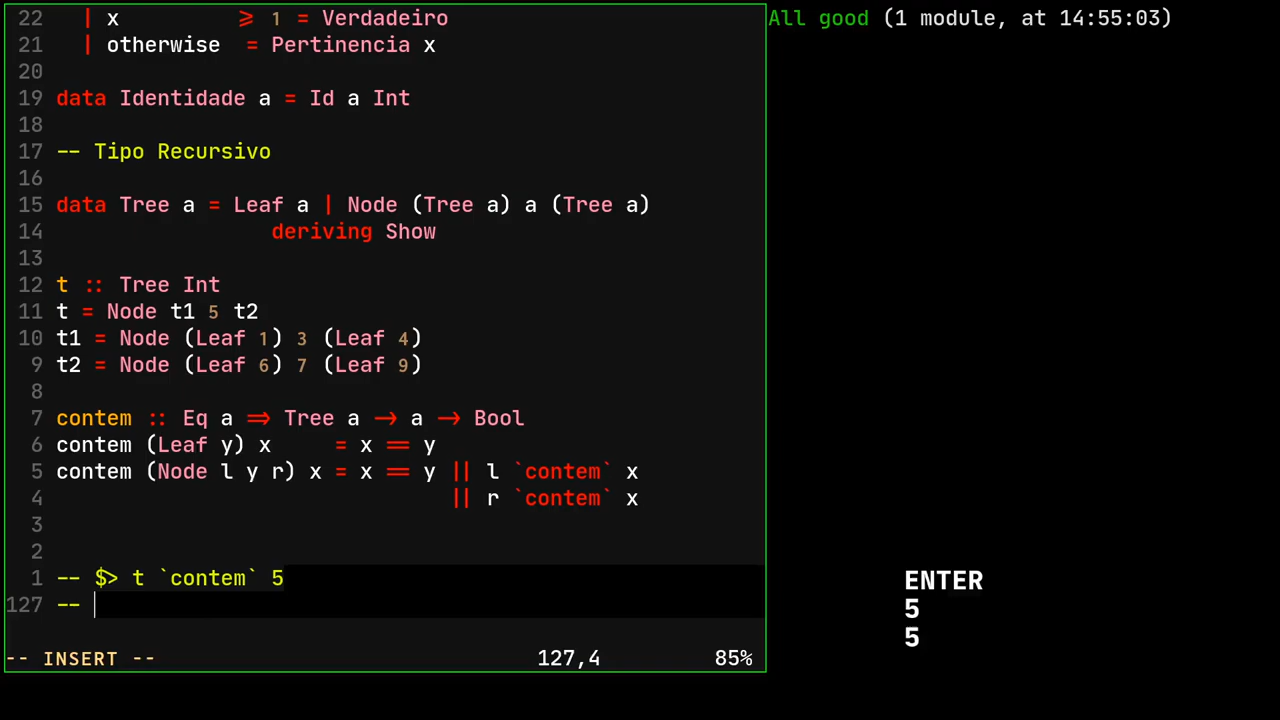 22   | x         ≥ 1 = Verdadeiro
21   | otherwise  = Pertinencia x
20
19 data Identidade a = Id a Int
18
17 -- Tipo Recursivo
16
15 data Tree a = Leaf a | Node (Tree a) a (Tree a)
14                  deriving Show
13
12 t :: Tree Int
11 t = Node t1 5 t2
10 t1 = Node (Leaf 1) 3 (Leaf 4)
9 t2 = Node (Leaf 6) 7 (Leaf 9)
8
7 contem :: Eq a => Tree a -> a -> Bool
6 contem (Leaf y) x     = x == y
5 contem (Node l y r) x = x == y || l `contem` x
4                                || r `contem` x
3
2
1 -- $> t `contem` 5
127 --
-- INSERT --                               127,4         85%
All good (1 module, at 14:55:03)
ENTER
5
5